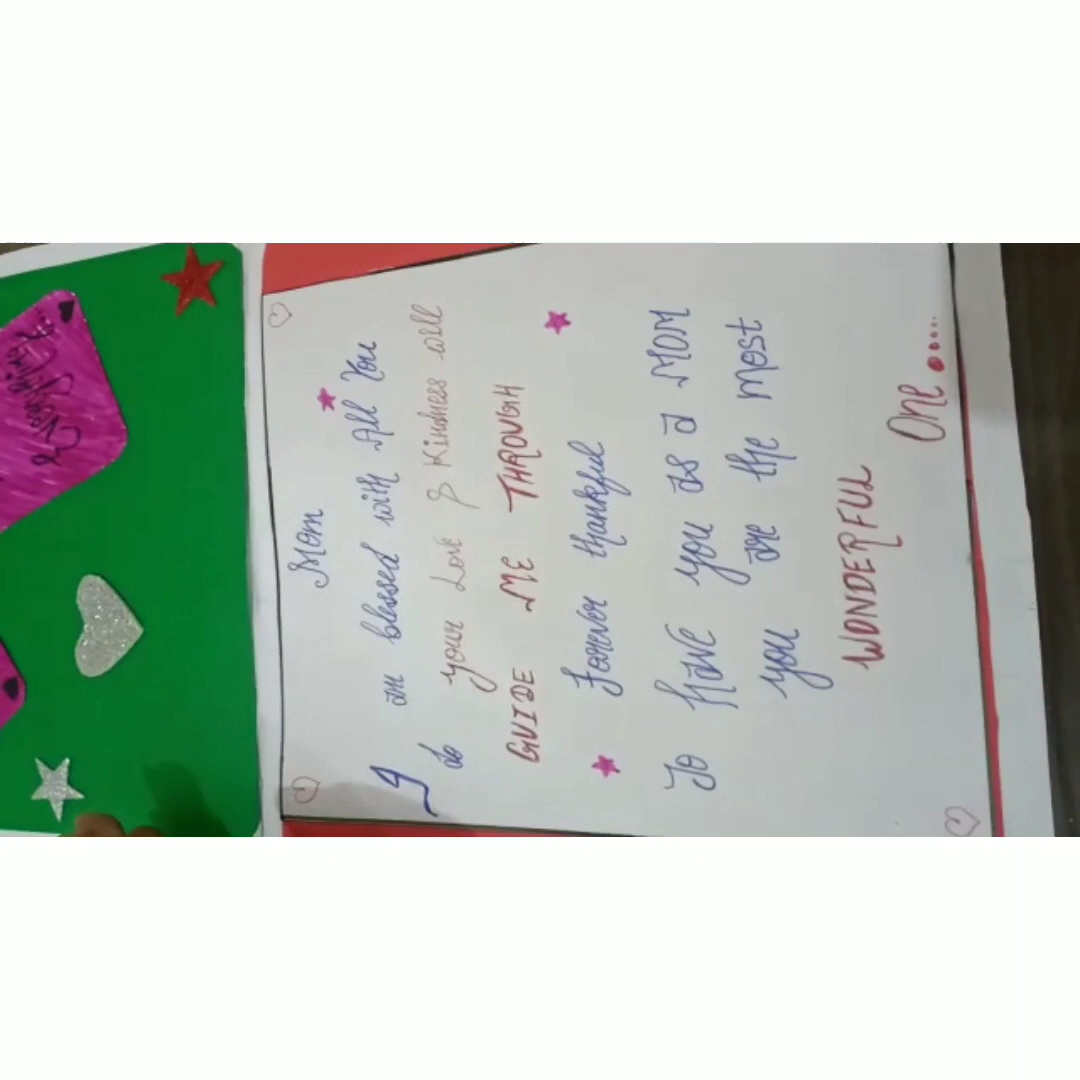 Everything
Mom
I am blessed with All You
do your Love & Kindness will
GUIDE ME THROUGH
Forever thankful
To have you as a MOM
you are the most
WONDERFUL
One.....